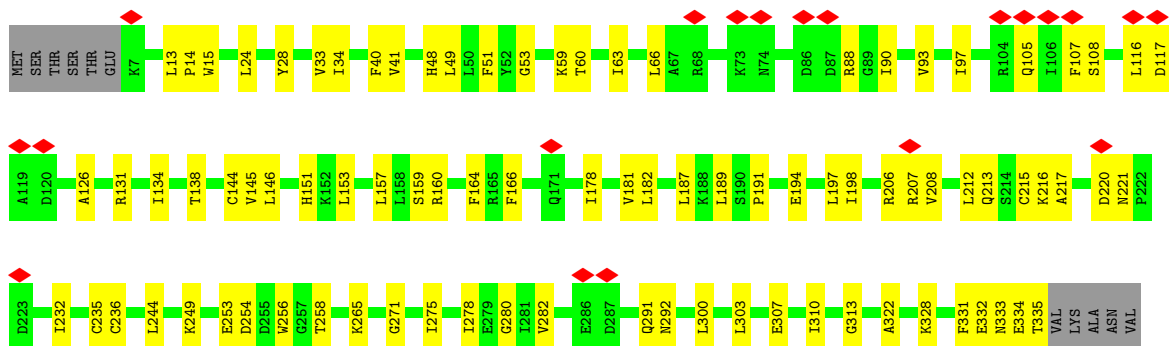 MET SER THR SER THR GLU K7 L13 P14 W15 L24 Y28 V33 I34 F40 V41 H48 L49 L50 F51 Y52 G53 K59 T60 I63 L66 A67 R68 K73 N74 D86 D87 R88 G89 I90 V93 I97 R104 Q105 I106 F107 S108 L116 D117
A119 D120 A126 R131 I134 T138 C144 V145 L146 H151 K152 L153 L157 L158 S159 R160 F164 R165 F166 Q171 I178 V181 L182 L187 K188 L189 S190 P191 E194 L197 I198 R206 R207 V208 L212 Q213 S214 C215 K216 A217 D220 N221 P222
D223 I232 C235 C236 L244 K249 E253 D254 D255 W256 G257 T258 K265 G271 I275 I278 E279 G280 I281 V282 E286 D287 Q291 N292 L300 L303 E307 I310 G313 A322 K328 F331 E332 N333 E334 T335 VAL LYS ALA ASN VAL